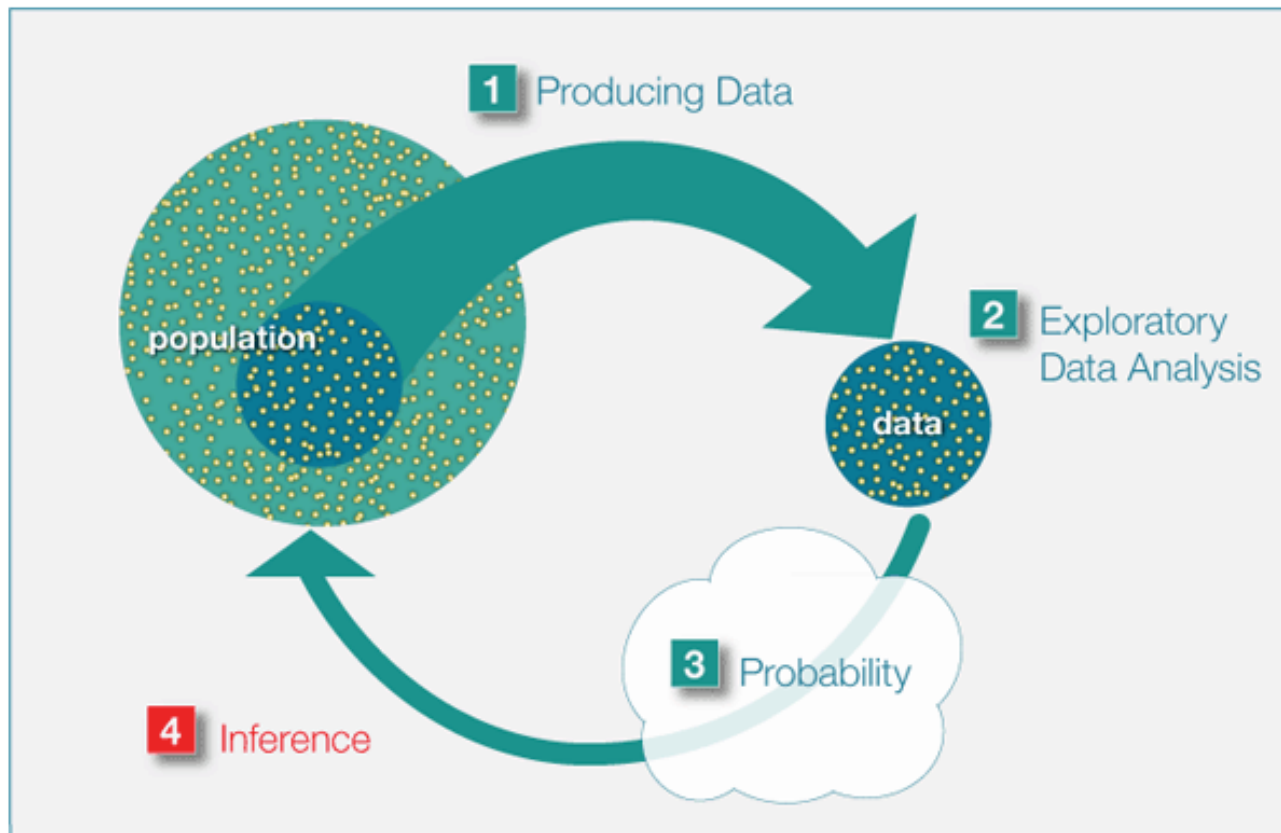 1 Producing Data
population
2 Exploratory
Data Analysis
data
3 Probability
4 Inference